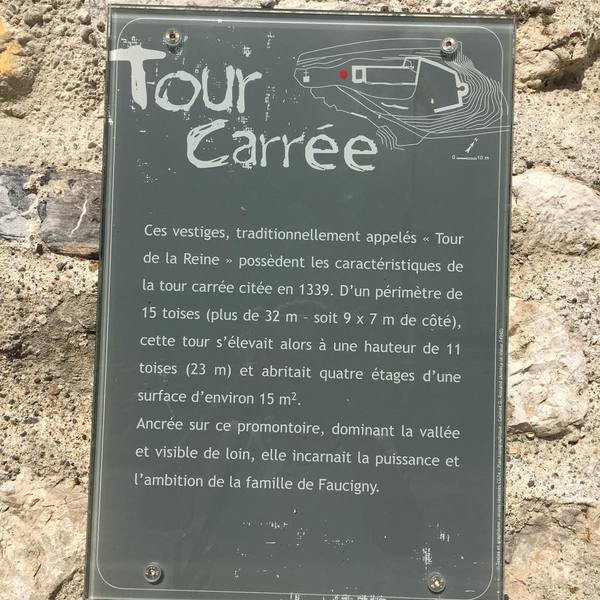 Tour
Carrée
0 10 m
Ces vestiges, traditionnellement appelés « Tour
de la Reine » possèdent les caractéristiques de
la tour carrée citée en 1339. D'un périmètre de
15 toises (plus de 32 m - soit 9 x 7 m de côté),
cette tour s'élevait alors à une hauteur de 11
toises (23 m) et abritait quatre étages d'une
surface d'environ 15 m².
Ancrée sur ce promontoire, dominant la vallée
et visible de loin, elle incarnait la puissance et
l'ambition de la famille de Faucigny.